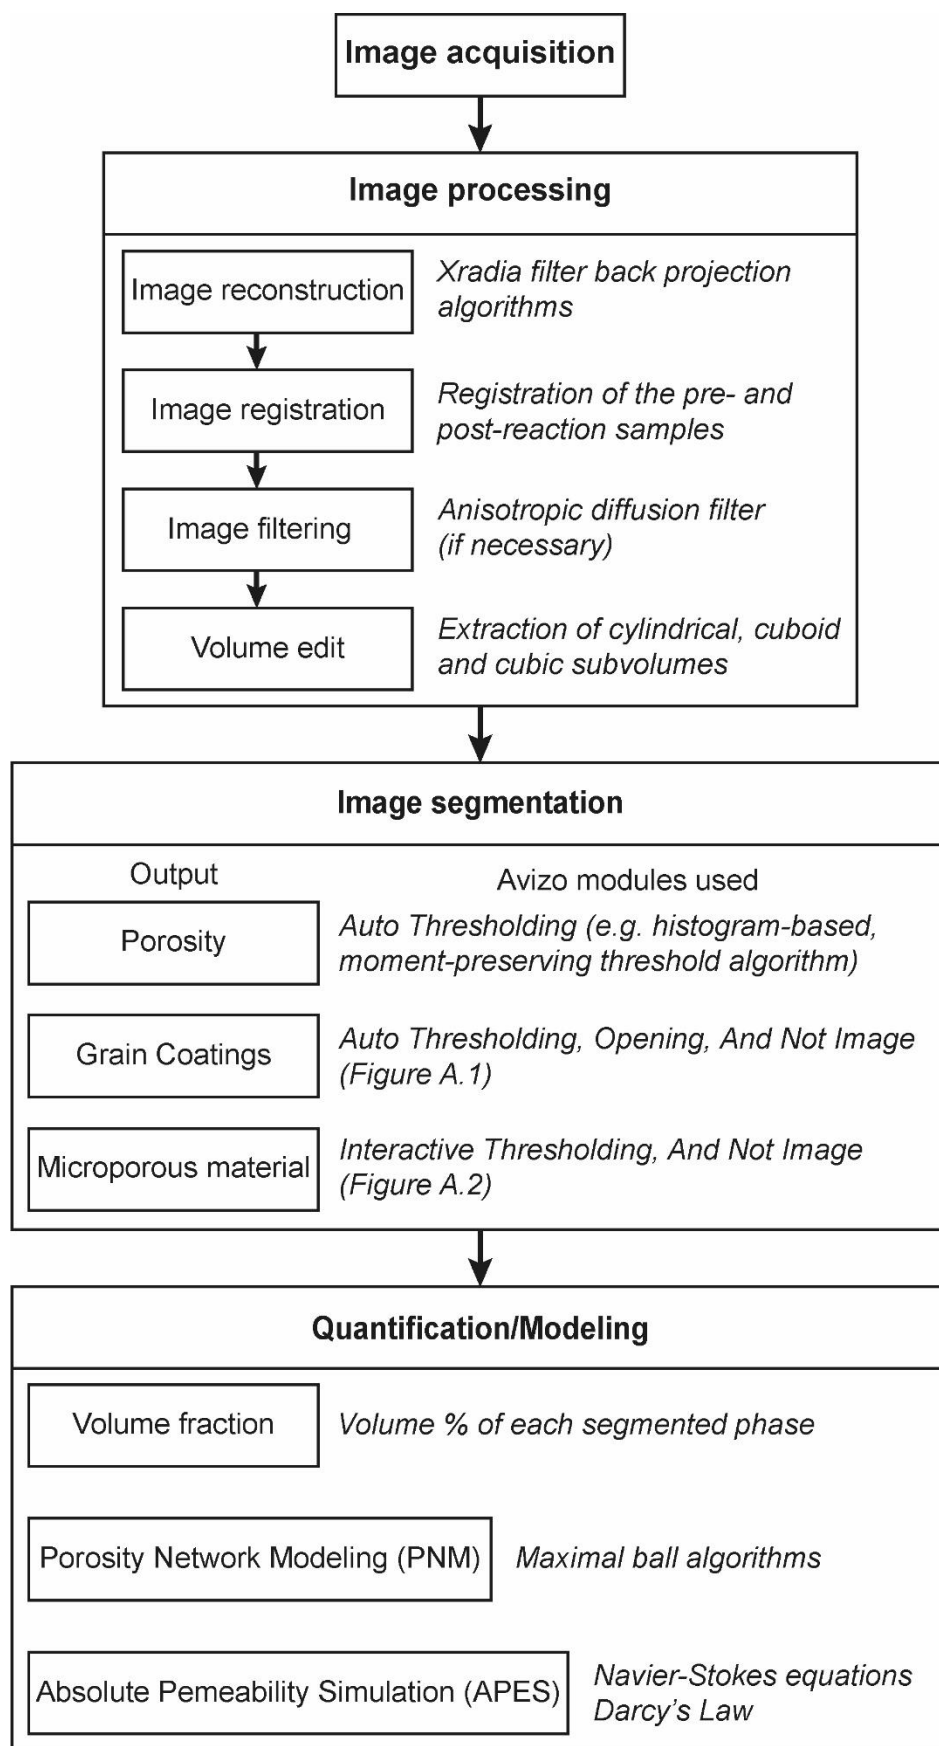 Image acquisition
Image processing
Image reconstruction
Xradia filter back projection
algorithms
Image registration
Registration of the pre- and
post-reaction samples
Image filtering
Anisotropic diffusion filter
(if necessary)
Volume edit
Extraction of cylindrical, cuboid
and cubic subvolumes
Image segmentation
Output
Avizo modules used
Porosity
Auto Thresholding (e.g. histogram-based,
moment-preserving threshold algorithm)
Grain Coatings
Auto Thresholding, Opening, And Not Image
(Figure A.1)
Microporous material
Interactive Thresholding, And Not Image
(Figure A.2)
Quantification/Modeling
Volume fraction
Volume % of each segmented phase
Porosity Network Modeling (PNM)
Maximal ball algorithms
Absolute Pemeability Simulation (APES)
Navier-Stokes equations
Darcy's Law